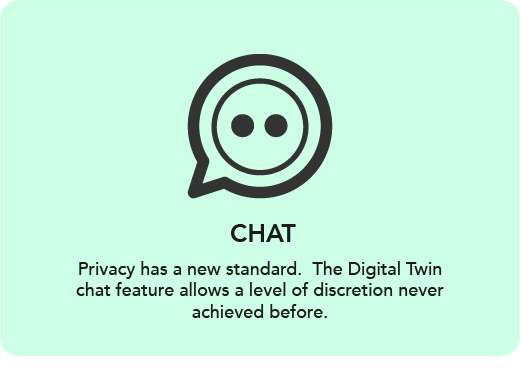 CHAT
Privacy has a new standard.  The Digital Twin
chat feature allows a level of discretion never
achieved before.